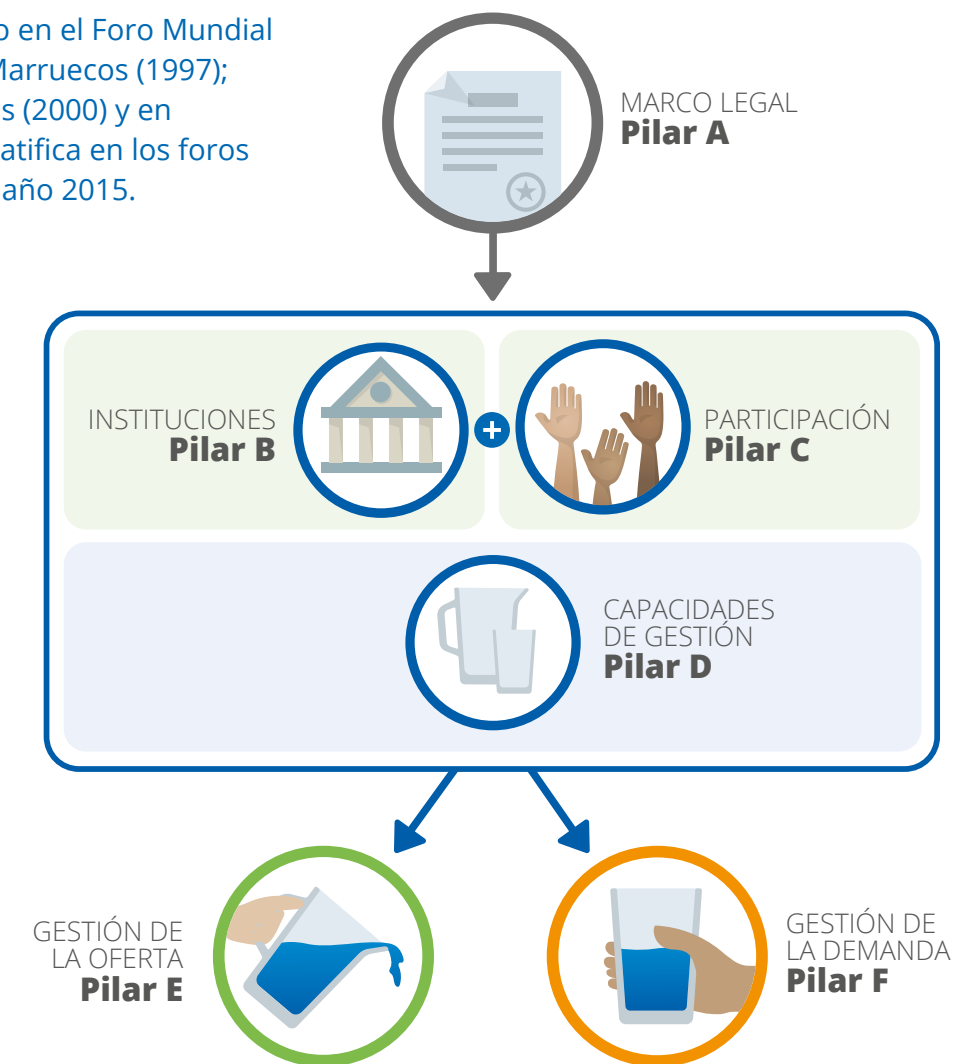 o en el Foro Mundial
Marruecos (1997);
s (2000) y en
atifica en los foros
año 2015.
MARCO LEGAL
Pilar A
INSTITUCIONES
Pilar B
+
PARTICIPACIÓN
Pilar C
CAPACIDADES
DE GESTIÓN
Pilar D
GESTIÓN DE
LA OFERTA
Pilar E
GESTIÓN DE
LA DEMANDA
Pilar F